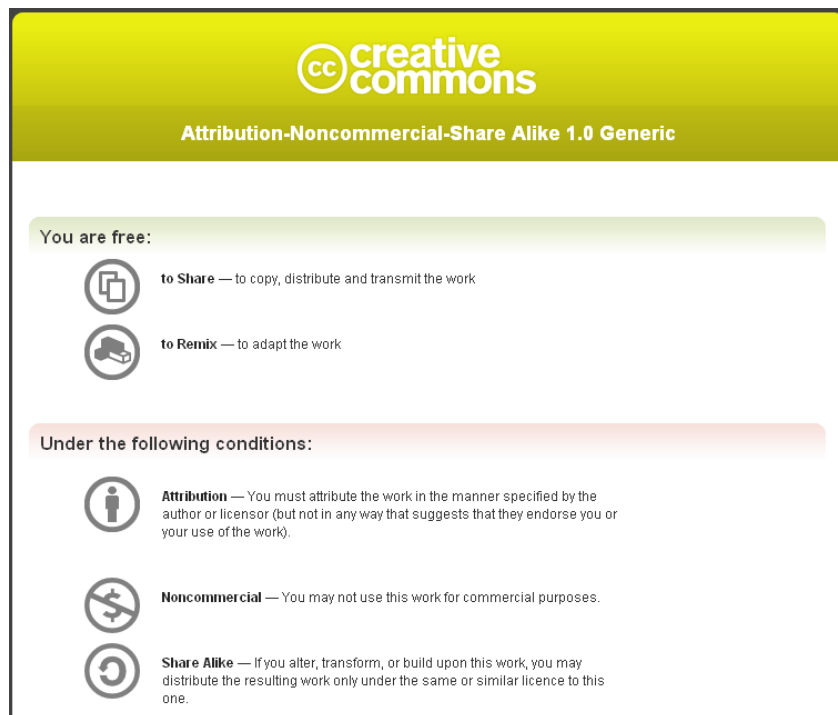 cc creative
commons
Attribution-Noncommercial-Share Alike 1.0 Generic
You are free:
to Share — to copy, distribute and transmit the work
to Remix — to adapt the work
Under the following conditions:
Attribution — You must attribute the work in the manner specified by the
author or licensor (but not in any way that suggests that they endorse you or
your use of the work).
$
Noncommercial — You may not use this work for commercial purposes.
Share Alike — If you alter, transform, or build upon this work, you may
distribute the resulting work only under the same or similar licence to this
one.